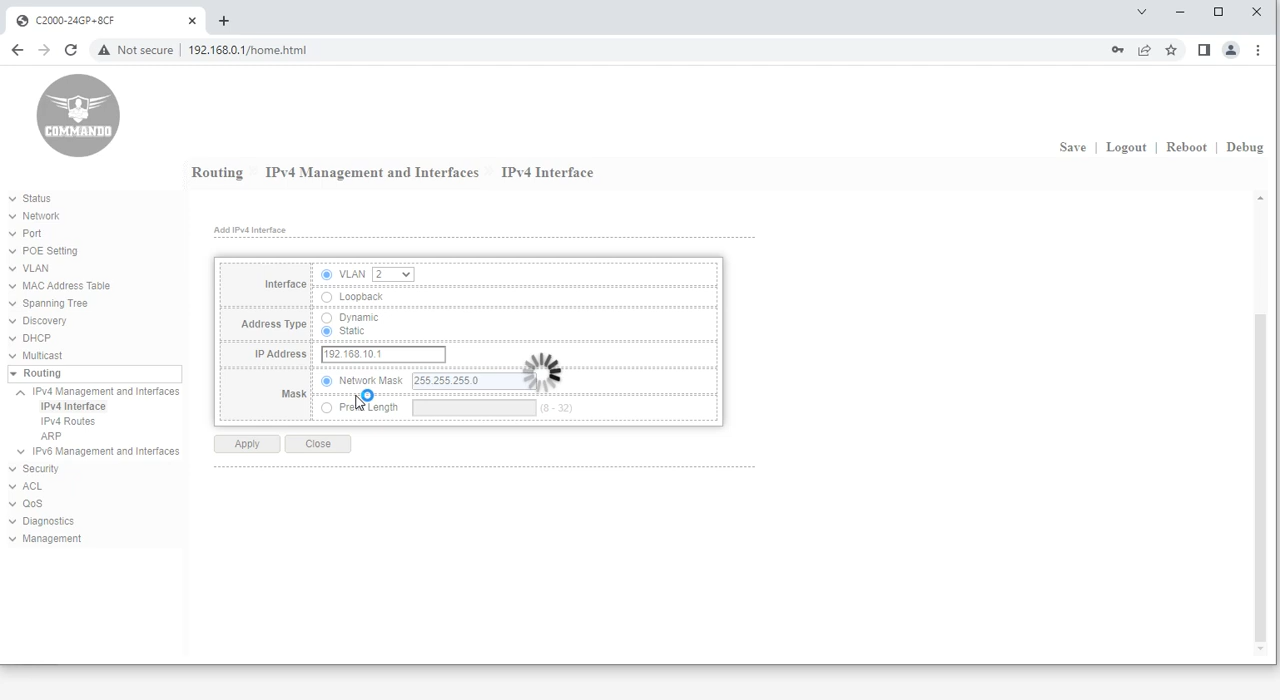 C2000-24GP+8CF
Not secure 192.168.0.1/home.html
COMMANDO
Save | Logout | Reboot | Debug
Routing IPv4 Management and Interfaces IPv4 Interface
Status
Network
Port
POE Setting
VLAN
MAC Address Table
Spanning Tree
Discovery
DHCP
Multicast
Routing
IPv4 Management and Interfaces
IPv4 Interface
IPv4 Routes
ARP
IPv6 Management and Interfaces
Security
ACL
QoS
Diagnostics
Management
Add IPv4 Interface
Interface
VLAN 2
Loopback
Address Type
Dynamic
Static
IP Address 192.168.10.1
Mask
Network Mask 255.255.255.0
Length (8 - 32)
Apply Close